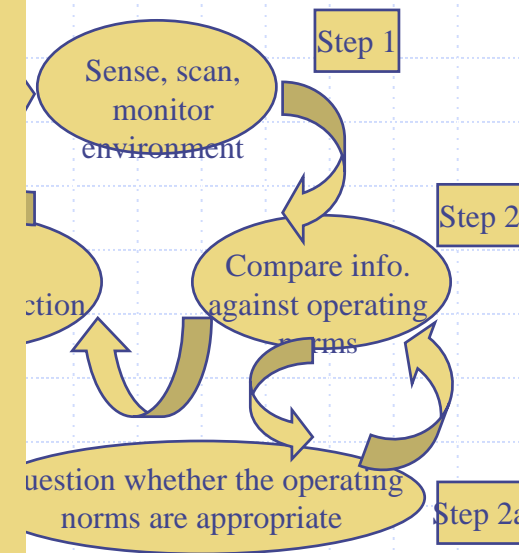 Step 1
Sense, scan,
monitor
environment
Step 2
Compare info.
against operating
norms
ction
uestion whether the operating
norms are appropriate
Step 2a